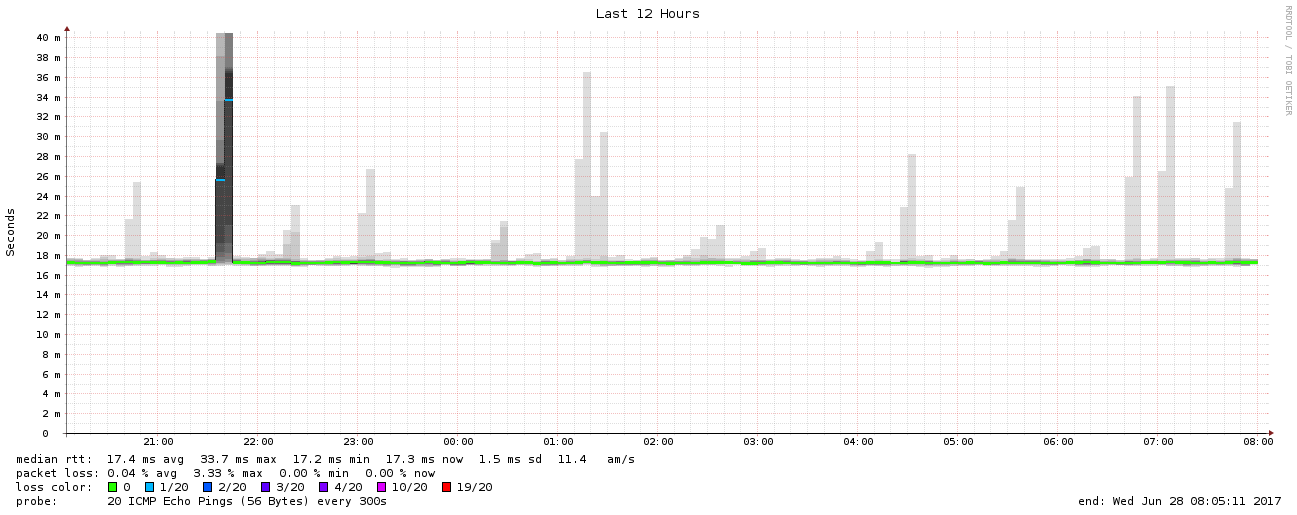 Last 12 Hours
RRDTOOL / TOBI OETIKER
Seconds
40 m
38 m
36 m
34 m
32 m
30 m
28 m
26 m
24 m
22 m
20 m
18 m
16 m
14 m
12 m
10 m
8 m
6 m
4 m
2 m
0
21:00 22:00 23:00 00:00 01:00 02:00 03:00 04:00 05:00 06:00 07:00 08:00
median rtt: 17.4 ms avg 33.7 ms max 17.2 ms min 17.3 ms now 1.5 ms sd 11.4 am/s
packet loss: 0.04 % avg 3.33 % max 0.00 % min 0.00 % now
loss color: 0 1/20 2/20 3/20 4/20 10/20 19/20
probe: 20 ICMP Echo Pings (56 Bytes) every 300s end: Wed Jun 28 08:05:11 2017